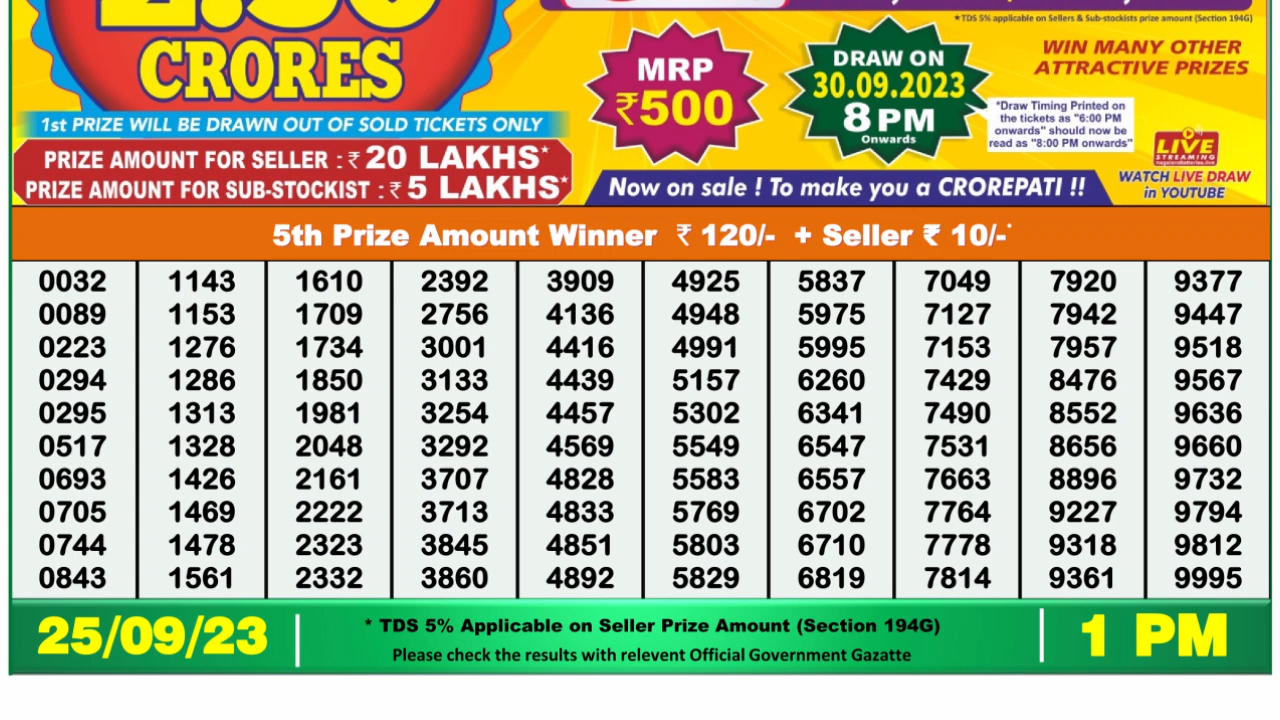 CRORES
1st PRIZE WILL BE DRAWN OUT OF SOLD TICKETS ONLY
PRIZE AMOUNT FOR SELLER : ₹ 20 LAKHS*
PRIZE AMOUNT FOR SUB-STOCKIST : ₹ 5 LAKHS*
*TDS 5% applicable on Sellers & Sub-stockists prize amount (Section 194G)
MRP
₹500
DRAW ON
30.09.2023
8 PM
Onwards
WIN MANY OTHER
ATTRACTIVE PRIZES
*Draw Timing Printed on
the tickets as "6:00 PM
onwards" should now be
read as "8:00 PM onwards"
LIVE
STREAMING
WATCH LIVE DRAW
in YOUTUBE
Now on sale ! To make you a CROREPATI !!
5th Prize Amount Winner ₹ 120/- + Seller ₹ 10/-*
0032 1143 1610 2392 3909 4925 5837 7049 7920 9377
0089 1153 1709 2756 4136 4948 5975 7127 7942 9447
0223 1276 1734 3001 4416 4991 5995 7153 7957 9518
0294 1286 1850 3133 4439 5157 6260 7429 8476 9567
0295 1313 1981 3254 4457 5302 6341 7490 8552 9636
0517 1328 2048 3292 4569 5549 6547 7531 8656 9660
0693 1426 2161 3707 4828 5583 6557 7663 8896 9732
0705 1469 2222 3713 4833 5769 6702 7764 9227 9794
0744 1478 2323 3845 4851 5803 6710 7778 9318 9812
0843 1561 2332 3860 4892 5829 6819 7814 9361 9995
25/09/23
* TDS 5% Applicable on Seller Prize Amount (Section 194G)
Please check the results with relevent Official Government Gazatte
1 PM